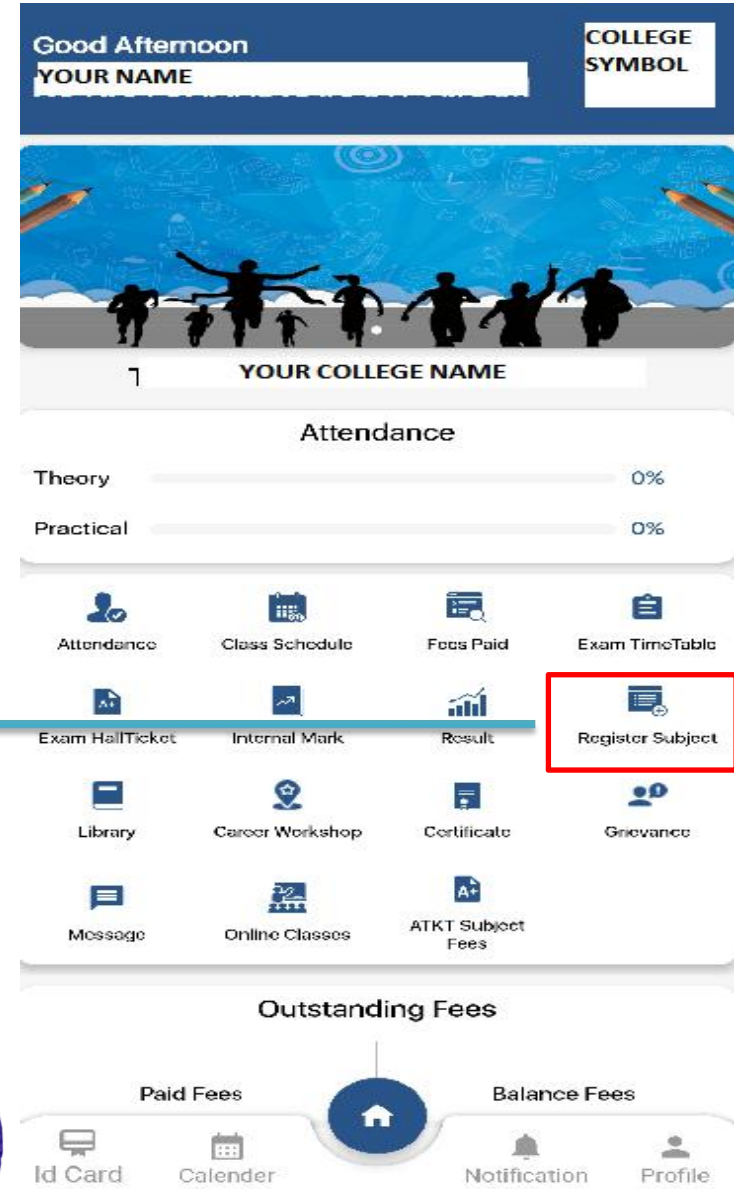 Good Afternoon
YOUR NAME
COLLEGE
SYMBOL
YOUR COLLEGE NAME
Attendance
Theory 0%
Practical 0%
Attendance Class Schedule Fees Paid Exam TimeTable
Exam HallTicket Internal Mark Result Register Subject
Library Career Workshop Certificate Grievance
Message Online Classes ATKT Subject
Fees
Outstanding Fees
Paid Fees Balance Fees
Id Card Calender Notification Profile